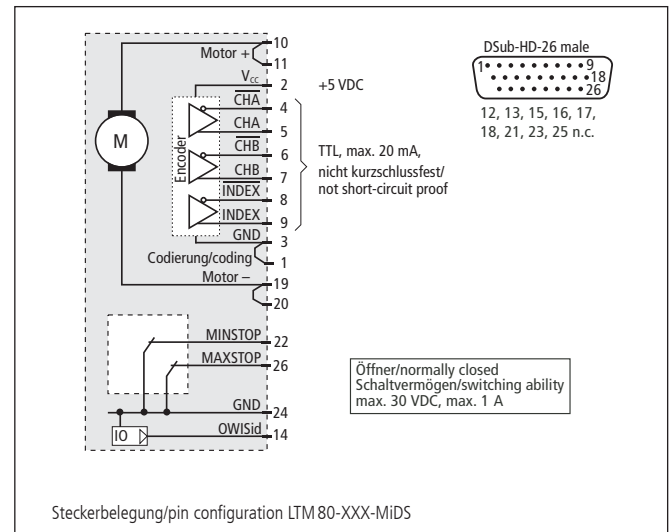 Motor + 10
11
V_CC 2 +5 VDC
CHA 4
CHA 5
CHB 6
CHB 7
INDEX 8
INDEX 9
GND 3
Codierung/coding 1
Motor – 19
20
M
Encoder
TTL, max. 20 mA,
nicht kurzschlussfest/
not short-circuit proof
DSub-HD-26 male
1 9
18
26
12, 13, 15, 16, 17,
18, 21, 23, 25 n.c.
MINSTOP 22
MAXSTOP 26
GND 24
IO OWISid 14
Öffner/normally closed
Schaltvermögen/switching ability
max. 30 VDC, max. 1 A
Steckerbelegung/pin configuration LTM 80-XXX-MiDS